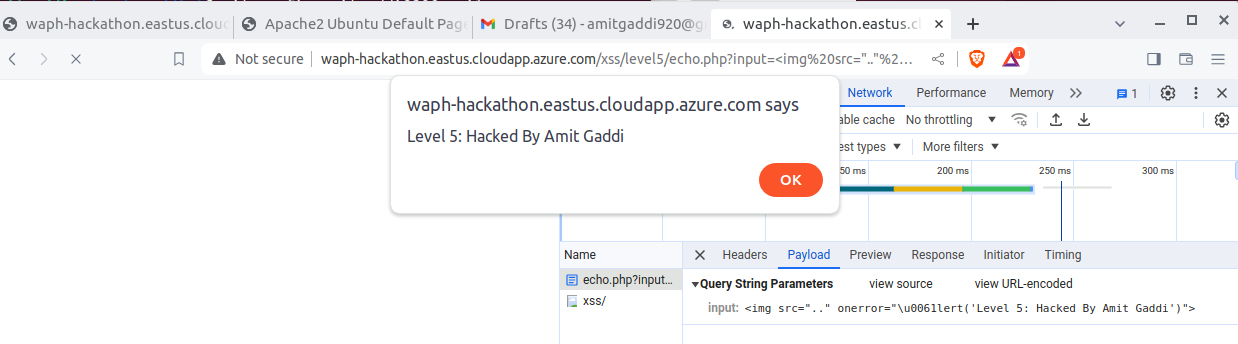 waph-hackathon.eastus.cloud
Apache2 Ubuntu Default Page
Drafts (34) - amitgaddi920@g
waph-hackathon.eastus.cl
Not secure
waph-hackathon.eastus.cloudapp.azure.com/xss/level5/echo.php?input=<img%20src=".."%2...
1
waph-hackathon.eastus.cloudapp.azure.com says
Level 5: Hacked By Amit Gaddi
OK
Network
Performance
Memory
1
able cache
No throttling
est types
More filters
50 ms
200 ms
250 ms
300 ms
Name
Headers
Payload
Preview
Response
Initiator
Timing
echo.php?input...
xss/
Query String Parameters
view source
view URL-encoded
input: <img src=".." onerror="\u0061lert('Level 5: Hacked By Amit Gaddi')">